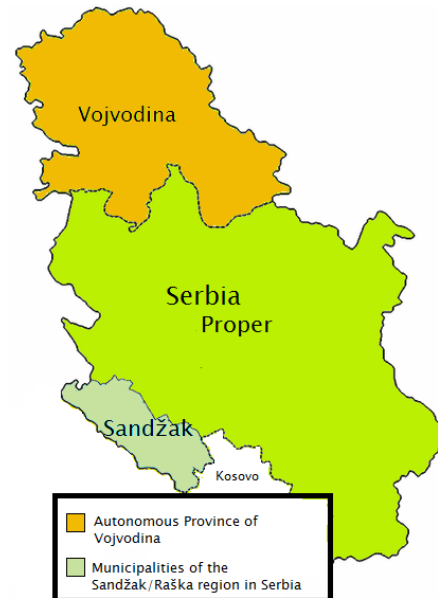 Vojvodina
Serbia
Proper
Sandžak
Kosovo
Autonomous Province of
Vojvodina
Municipalities of the
Sandžak/Raška region in Serbia